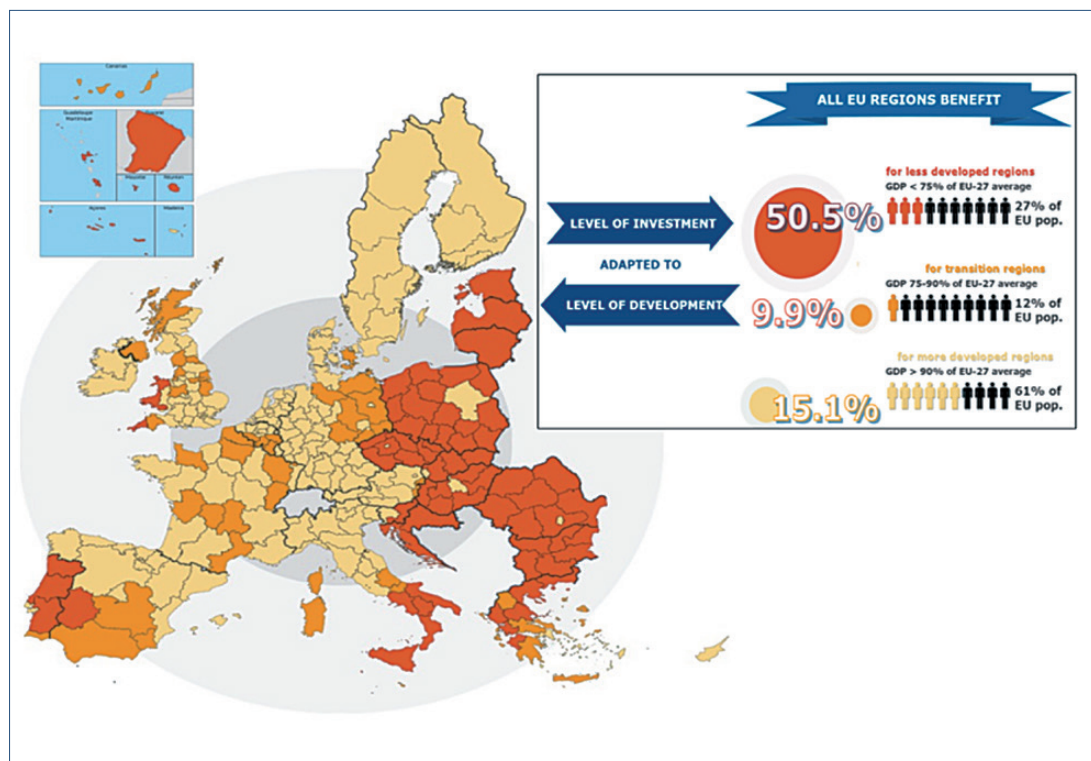 Canarias
Guadeloupe
Martinique
Guyane
Mayotte
Réunion
Açores
Madeira
ALL EU REGIONS BENEFIT
LEVEL OF INVESTMENT
ADAPTED TO
LEVEL OF DEVELOPMENT
50.5%
for less developed regions
GDP < 75% of EU-27 average
27% of
EU pop.
9.9%
for transition regions
GDP 75-90% of EU-27 average
12% of
EU pop.
15.1%
for more developed regions
GDP > 90% of EU-27 average
61% of
EU pop.